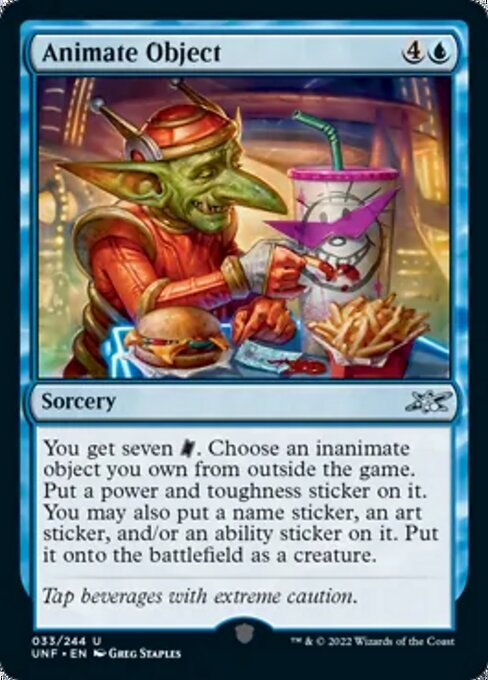 Animate Object 4
Sorcery
You get seven . Choose an inanimate
object you own from outside the game.
Put a power and toughness sticker on it.
You may also put a name sticker, an art
sticker, and/or an ability sticker on it. Put it
onto the battlefield as a creature.
Tap beverages with extreme caution.
033/244 U
UNF • EN GREG STAPLES
™ & © 2022 Wizards of the Coast